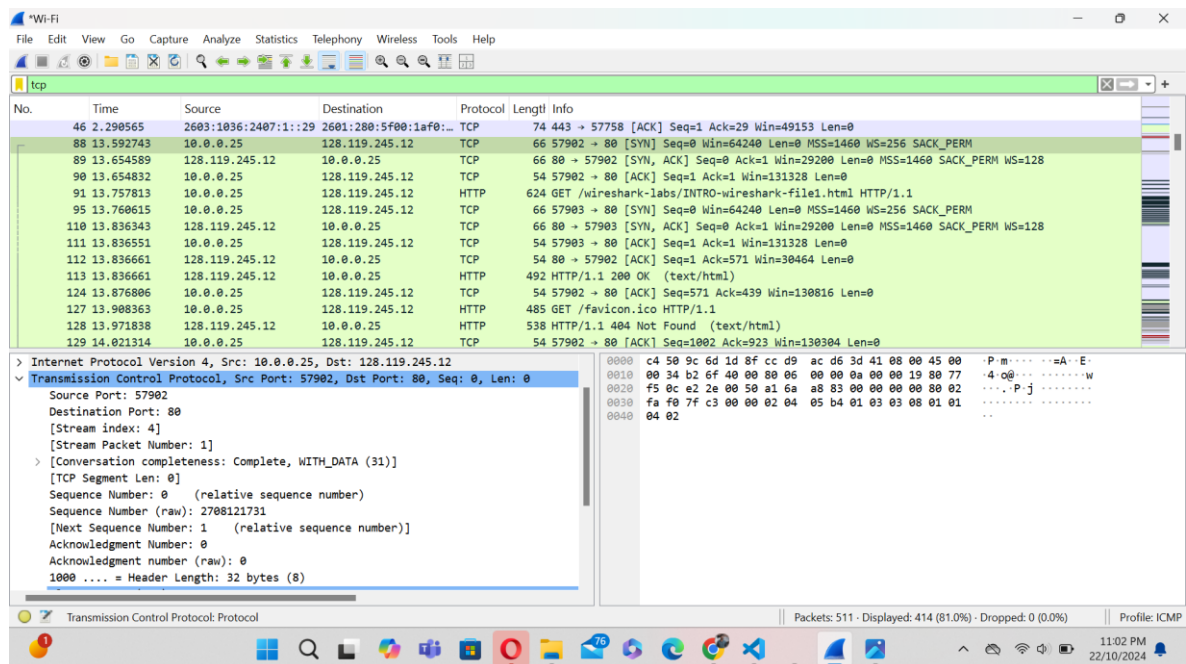 *Wi-Fi
File Edit View Go Capture Analyze Statistics Telephony Wireless Tools Help
tcp
No. Time Source Destination Protocol Length Info
46 2.290565 2603:1036:2407:1::29 2601:280:5f00:1af0:… TCP 74 443 → 57758 [ACK] Seq=1 Ack=29 Win=49153 Len=0
88 13.592743 10.0.0.25 128.119.245.12 TCP 66 57902 → 80 [SYN] Seq=0 Win=64240 Len=0 MSS=1460 WS=256 SACK_PERM
89 13.654589 128.119.245.12 10.0.0.25 TCP 66 80 → 57902 [SYN, ACK] Seq=0 Ack=1 Win=29200 Len=0 MSS=1460 SACK_PERM WS=128
90 13.654832 10.0.0.25 128.119.245.12 TCP 54 57902 → 80 [ACK] Seq=1 Ack=1 Win=131328 Len=0
91 13.757813 10.0.0.25 128.119.245.12 HTTP 624 GET /wireshark-labs/INTRO-wireshark-file1.html HTTP/1.1
95 13.760615 10.0.0.25 128.119.245.12 TCP 66 57903 → 80 [SYN] Seq=0 Win=64240 Len=0 MSS=1460 WS=256 SACK_PERM
110 13.836343 128.119.245.12 10.0.0.25 TCP 66 80 → 57903 [SYN, ACK] Seq=0 Ack=1 Win=29200 Len=0 MSS=1460 SACK_PERM WS=128
111 13.836551 10.0.0.25 128.119.245.12 TCP 54 57903 → 80 [ACK] Seq=1 Ack=1 Win=131328 Len=0
112 13.836661 128.119.245.12 10.0.0.25 TCP 54 80 → 57902 [ACK] Seq=1 Ack=571 Win=30464 Len=0
113 13.836661 128.119.245.12 10.0.0.25 HTTP 492 HTTP/1.1 200 OK (text/html)
124 13.876806 10.0.0.25 128.119.245.12 TCP 54 57902 → 80 [ACK] Seq=571 Ack=439 Win=130816 Len=0
127 13.908363 10.0.0.25 128.119.245.12 HTTP 485 GET /favicon.ico HTTP/1.1
128 13.971838 128.119.245.12 10.0.0.25 HTTP 538 HTTP/1.1 404 Not Found (text/html)
129 14.021314 10.0.0.25 128.119.245.12 TCP 54 57902 → 80 [ACK] Seq=1002 Ack=923 Win=130304 Len=0
Internet Protocol Version 4, Src: 10.0.0.25, Dst: 128.119.245.12
Transmission Control Protocol, Src Port: 57902, Dst Port: 80, Seq: 0, Len: 0
Source Port: 57902
Destination Port: 80
[Stream index: 4]
[Stream Packet Number: 1]
[Conversation completeness: Complete, WITH_DATA (31)]
[TCP Segment Len: 0]
Sequence Number: 0 (relative sequence number)
Sequence Number (raw): 2708121731
[Next Sequence Number: 1 (relative sequence number)]
Acknowledgment Number: 0
Acknowledgment number (raw): 0
1000 .... = Header Length: 32 bytes (8)
0000 c4 50 9c 6d 1d 8f cc d9 ac d6 3d 41 08 00 45 00 ·P·m···· ··=A··E·
0010 00 34 b2 6f 40 00 80 06 00 00 0a 00 00 19 80 77 ·4·o@··· ·······w
0020 f5 0c e2 2e 00 50 a1 6a a8 83 00 00 00 00 80 02 ···.·P·j ········
0030 fa f0 7f c3 00 00 02 04 05 b4 01 03 03 08 01 01 ········ ········
0040 04 02 ··
Transmission Control Protocol: Protocol
Packets: 511 · Displayed: 414 (81.0%) · Dropped: 0 (0.0%)
Profile: ICMP
9
76
11:02 PM
22/10/2024